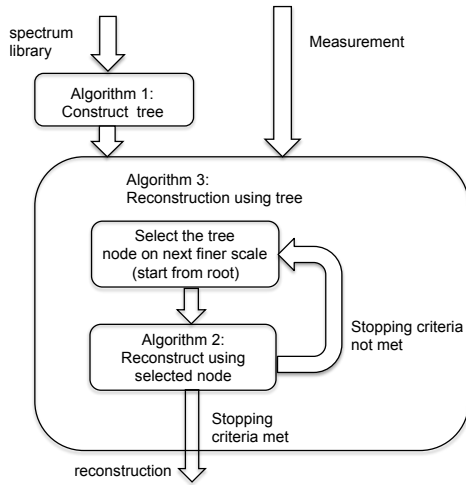 spectrum
library
Measurement
Algorithm 1:
Construct tree
Algorithm 3:
Reconstruction using tree
Select the tree
node on next finer scale
(start from root)
Stopping criteria
not met
Algorithm 2:
Reconstruct using
selected node
Stopping
criteria met
reconstruction